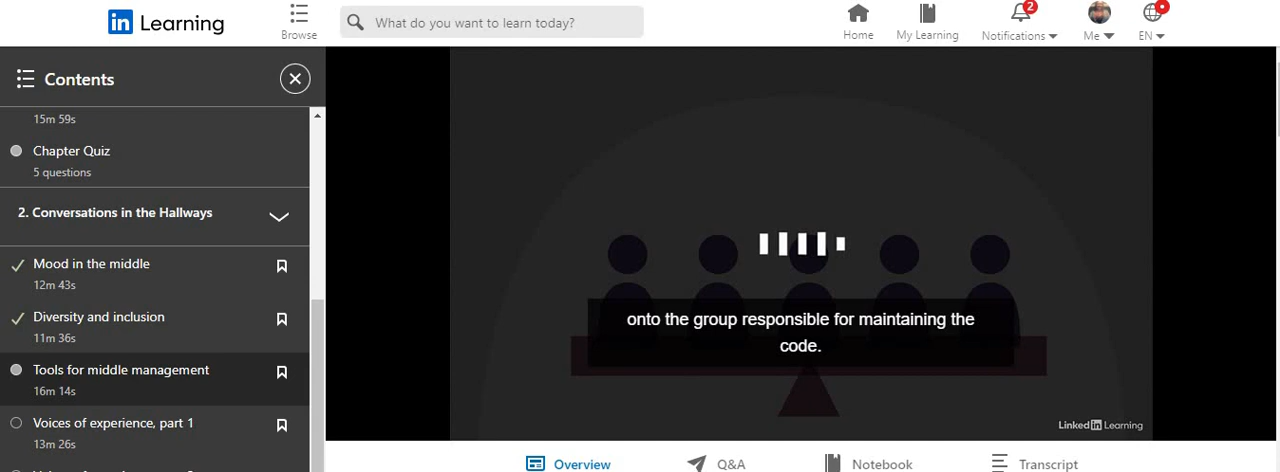 in Learning
Browse
What do you want to learn today?
Home
My Learning
2
Notifications
Me
EN
Contents
15m 59s
Chapter Quiz
5 questions
2. Conversations in the Hallways
Mood in the middle
12m 43s
Diversity and inclusion
11m 36s
Tools for middle management
16m 14s
Voices of experience, part 1
13m 26s
onto the group responsible for maintaining the
code.
Linked in Learning
Overview
Q&A
Notebook
Transcript